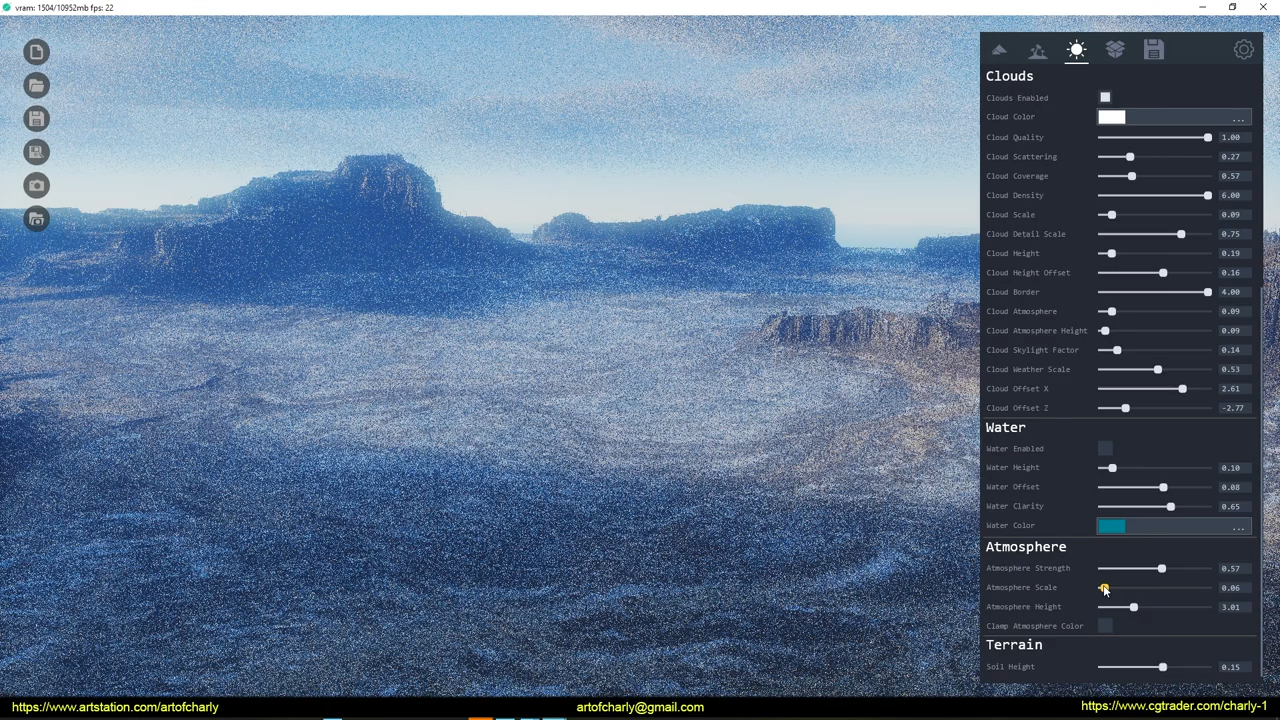 vram: 1504/10952mb fps: 22
Clouds
Clouds Enabled
Cloud Color ...
Cloud Quality 1.00
Cloud Scattering 0.27
Cloud Coverage 0.57
Cloud Density 6.00
Cloud Scale 0.09
Cloud Detail Scale 0.75
Cloud Height 0.19
Cloud Height Offset 0.16
Cloud Border 4.00
Cloud Atmosphere 0.09
Cloud Atmosphere Height 0.09
Cloud Skylight Factor 0.14
Cloud Weather Scale 0.53
Cloud Offset X 2.61
Cloud Offset Z -2.77
Water
Water Enabled
Water Height 0.10
Water Offset 0.08
Water Clarity 0.65
Water Color ...
Atmosphere
Atmosphere Strength 0.57
Atmosphere Scale 0.06
Atmosphere Height 3.01
Clamp Atmosphere Color
Terrain
Soil Height 0.15
https://www.artstation.com/artofcharly artofcharly@gmail.com https://www.cgtrader.com/charly-1